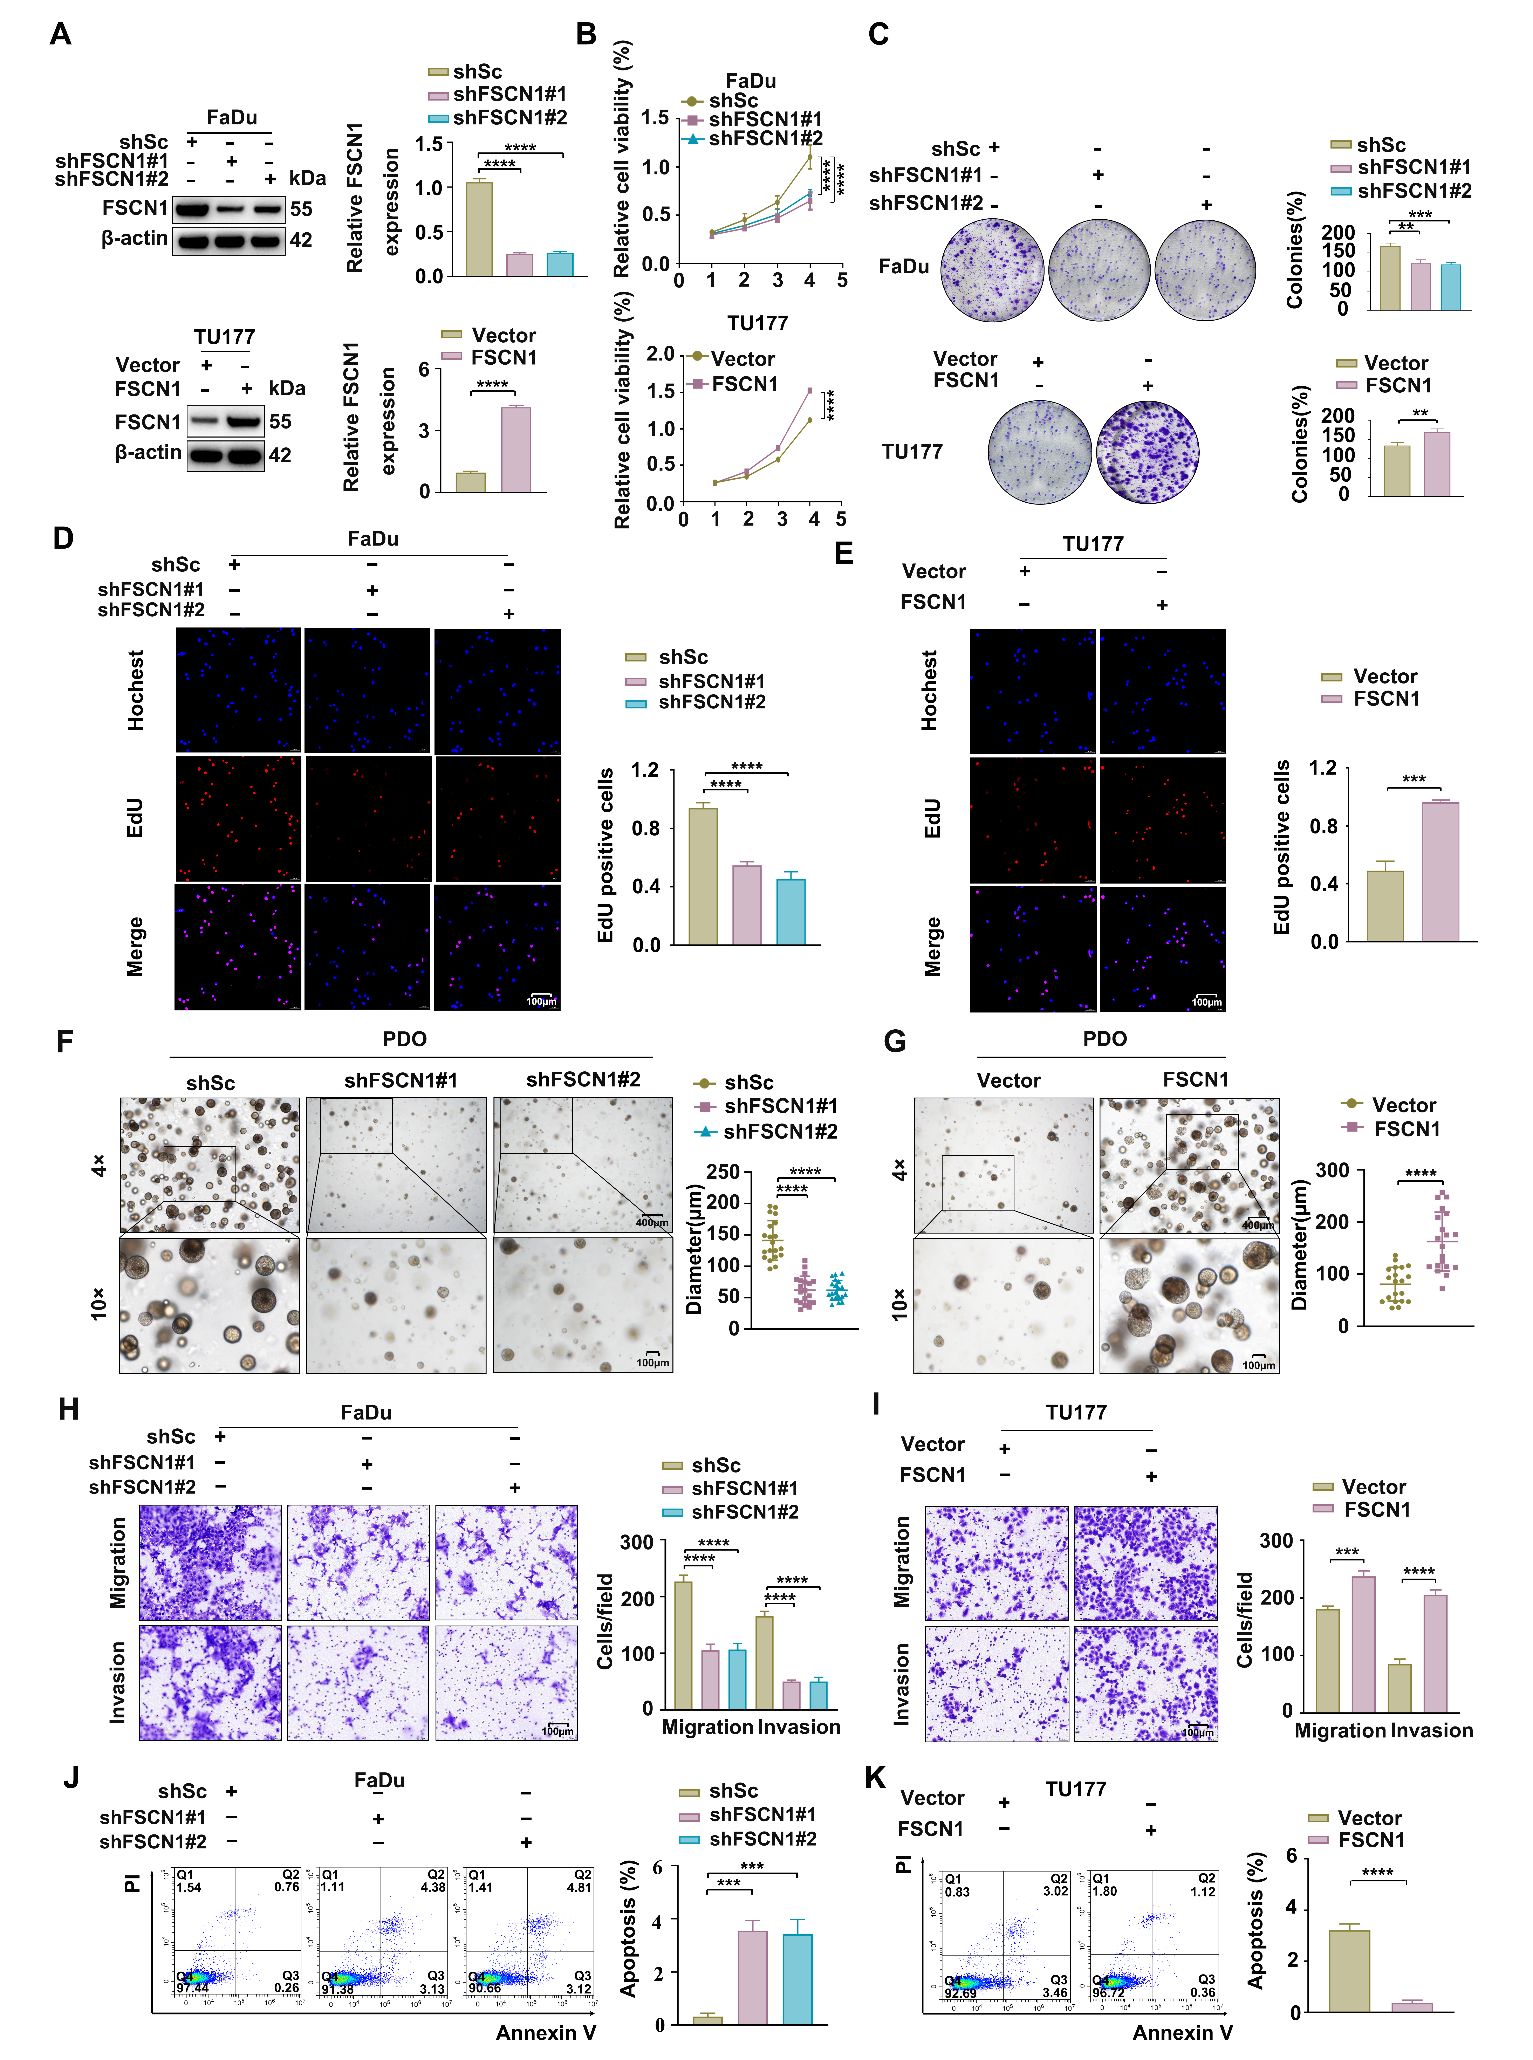 A
FaDu
shSc + - -
shFSCN1#1 - + -
shFSCN1#2 - - + kDa
FSCN1 55
β-actin 42
shSc
shFSCN1#1
shFSCN1#2
Relative FSCN1 expression
1.5
1.0
0.5
0.0
**** ****
TU177
Vector + -
FSCN1 - + kDa
FSCN1 55
β-actin 42
Vector
FSCN1
Relative FSCN1 expression
6
3
0
****
B
FaDu
shSc
shFSCN1#1
shFSCN1#2
Relative cell viability (%)
1.5
1.0
0.5
0.0
0 1 2 3 4 5
**** ****
TU177
Vector
FSCN1
Relative cell viability (%)
2.0
1.5
1.0
0.5
0.0
0 1 2 3 4 5
****
C
shSc + - -
shFSCN1#1 - + -
shFSCN1#2 - - +
FaDu
shSc
shFSCN1#1
shFSCN1#2
Colonies(%)
200
150
100
50
0
*** **
Vector + -
FSCN1 - +
TU177
Vector
FSCN1
Colonies(%)
200
150
100
50
0
**
D
FaDu
shSc + - -
shFSCN1#1 - + -
shFSCN1#2 - - +
Hochest
EdU
Merge
100μm
shSc
shFSCN1#1
shFSCN1#2
EdU positive cells
1.2
0.8
0.4
0.0
**** ****
E
TU177
Vector + -
FSCN1 - +
Hochest
EdU
Merge
100μm
Vector
FSCN1
EdU positive cells
1.2
0.8
0.4
0.0
***
F
PDO
shSc shFSCN1#1 shFSCN1#2
4×
10×
400μm
100μm
shSc
shFSCN1#1
shFSCN1#2
Diameter(μm)
250
200
150
100
50
0
**** ****
G
PDO
Vector FSCN1
4×
10×
400μm
100μm
Vector
FSCN1
Diameter(μm)
300
200
100
0
****
H
FaDu
shSc + - -
shFSCN1#1 - + -
shFSCN1#2 - - +
Migration
Invasion
100μm
shSc
shFSCN1#1
shFSCN1#2
Cells/field
300
200
100
0
**** **** **** ****
Migration Invasion
I
TU177
Vector + -
FSCN1 - +
Migration
Invasion
100μm
Vector
FSCN1
Cells/field
300
200
100
0
*** ****
Migration Invasion
J
FaDu
shSc + - -
shFSCN1#1 - + -
shFSCN1#2 - - +
PI
Q1 Q2 Q1 Q2 Q1 Q2
1.54 0.76 1.11 4.38 1.41 4.81
Q4 Q3 Q4 Q3 Q4 Q3
97.44 0.26 91.38 3.13 90.66 3.12
Annexin V
shSc
shFSCN1#1
shFSCN1#2
Apoptosis (%)
6
4
2
0
*** ***
K
TU177
Vector + -
FSCN1 - +
PI
Q1 Q2 Q1 Q2
0.83 3.02 1.80 1.12
Q4 Q3 Q4 Q3
92.69 3.46 96.72 0.36
Annexin V
Vector
FSCN1
Apoptosis (%)
6
4
2
0
****